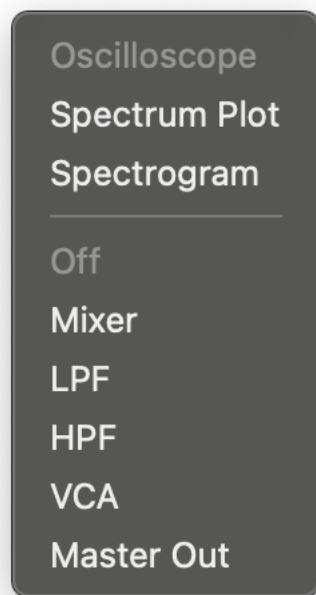 Oscilloscope
Spectrum Plot
Spectrogram
Off
Mixer
LPF
HPF
VCA
Master Out